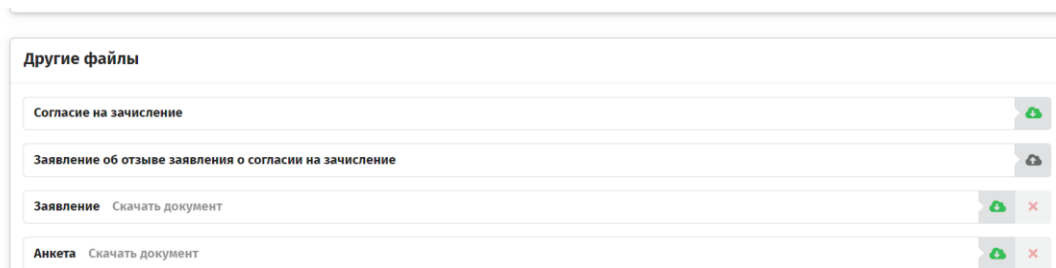 Другие файлы
Согласие на зачисление
Заявление об отзыве заявления о согласии на зачисление
Заявление Скачать документ
Анкета Скачать документ